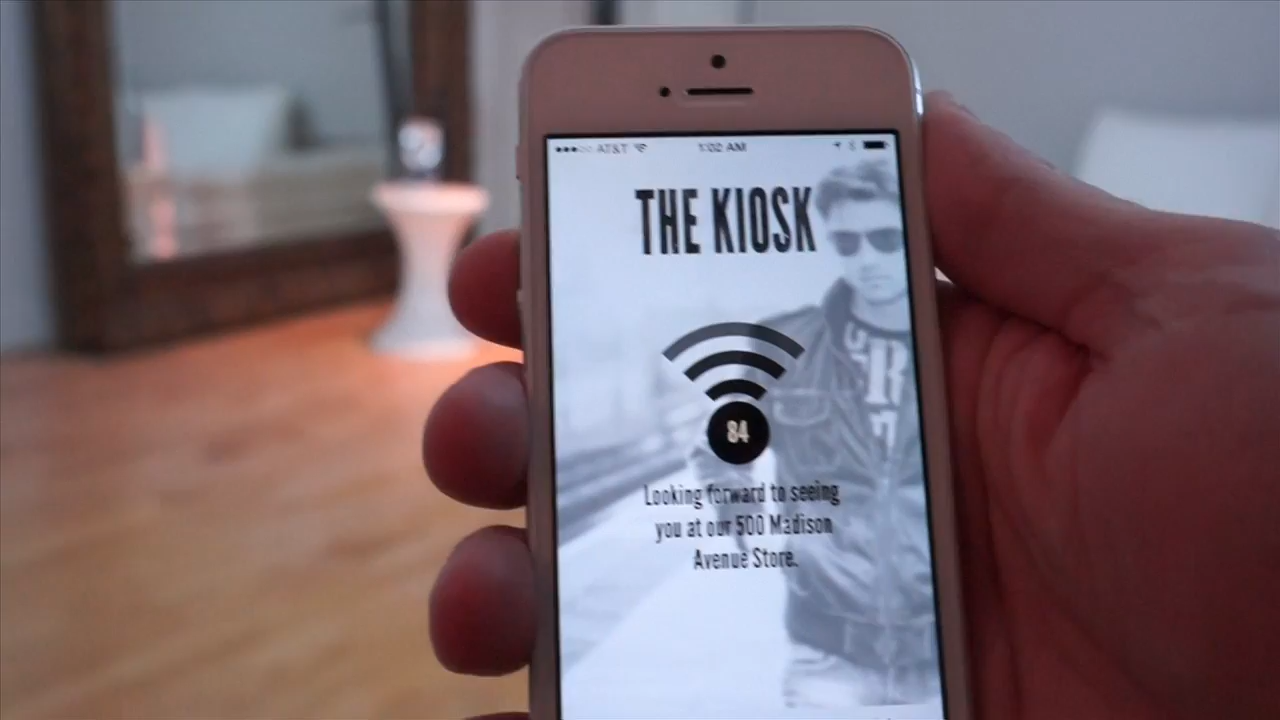 AT&T 1:02 AM
THE KIOSK
84
Looking forward to seeing
you at our 500 Madison
Avenue Store.
R